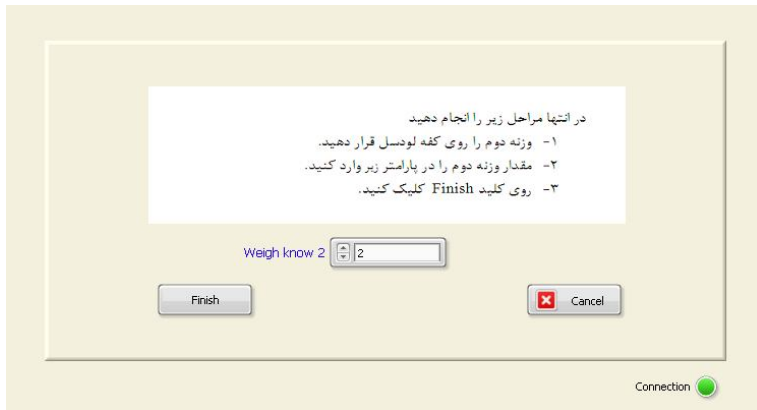 در انتها مراحل زیر را انجام دهید
۱- وزنه دوم را روی کفه لودسل قرار دهید.
۲- مقدار وزنه دوم را در پارامتر زیر وارد کنید.
۳- روی کلید Finish کلیک کنید.
Weigh know 2 2
Finish Cancel
Connection